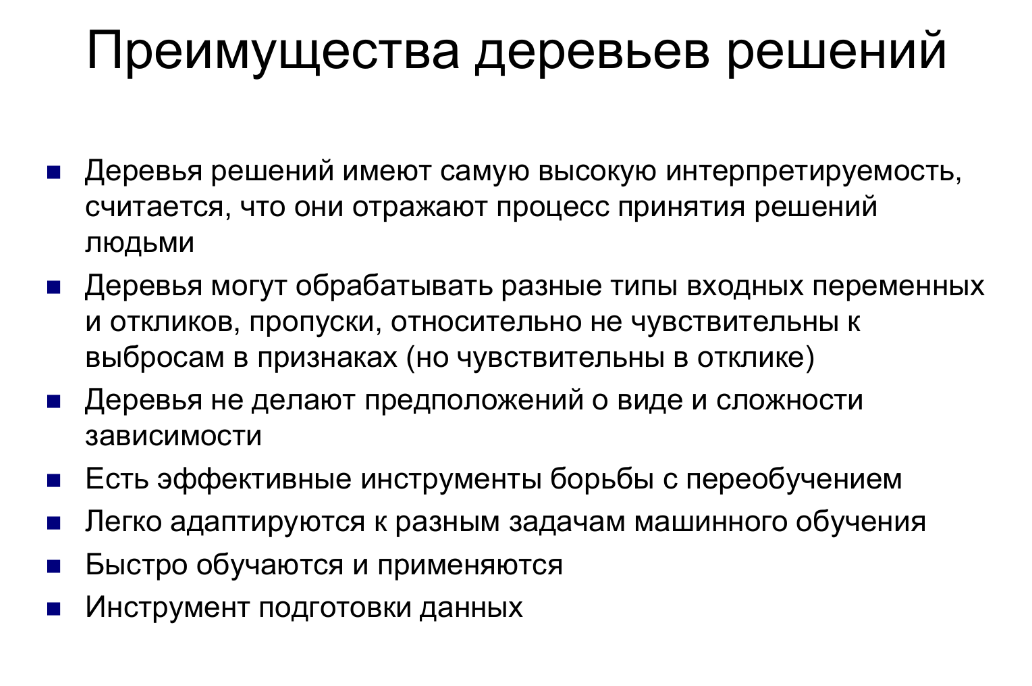 Преимущества деревьев решений
Деревья решений имеют самую высокую интерпретируемость,
считается, что они отражают процесс принятия решений
людьми
Деревья могут обрабатывать разные типы входных переменных
и откликов, пропуски, относительно не чувствительны к
выбросам в признаках (но чувствительны в отклике)
Деревья не делают предположений о виде и сложности
зависимости
Есть эффективные инструменты борьбы с переобучением
Легко адаптируются к разным задачам машинного обучения
Быстро обучаются и применяются
Инструмент подготовки данных